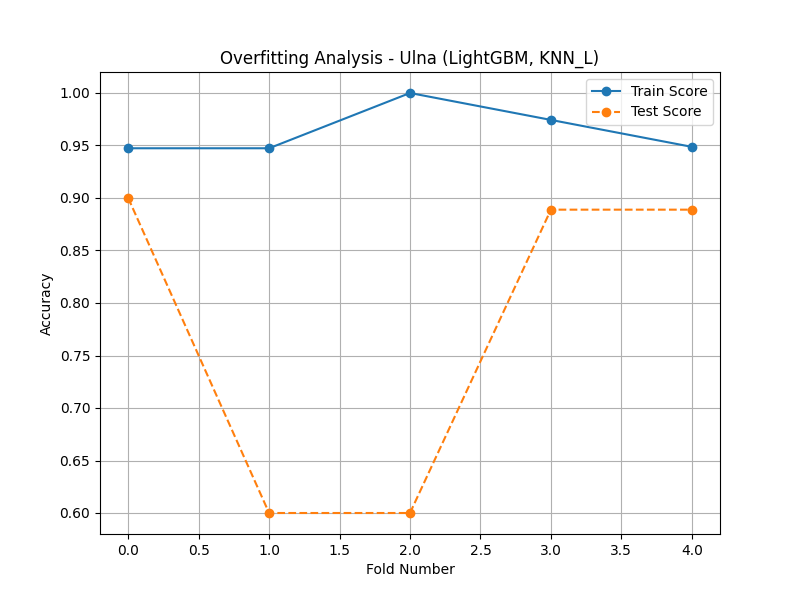 Overfitting Analysis - Ulna (LightGBM, KNN_L)
Train Score
Test Score
1.00
0.95
0.90
0.85
0.80
0.75
0.70
0.65
0.60
Accuracy
0.0 0.5 1.0 1.5 2.0 2.5 3.0 3.5 4.0
Fold Number